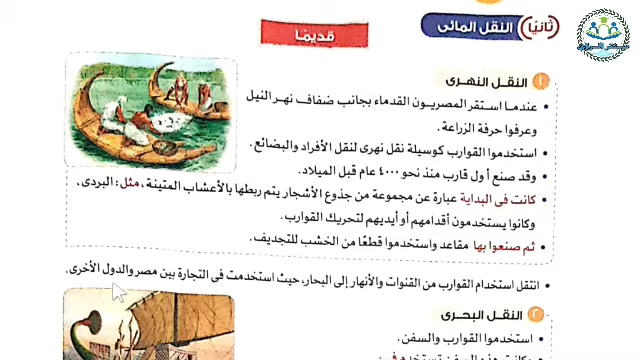 ثانيًا
النقل المائى
قديمًا
١ النقل النهرى
• عندما استقر المصريون القدماء بجانب ضفاف نهر النيل
وعرفوا حرفة الزراعة.
• استخدموا القوارب كوسيلة نقل نهرى لنقل الأفراد والبضائع.
• وقد صنع أول قارب منذ نحو ٤٠٠٠ عام قبل الميلاد.
• كانت فى البداية عبارة عن مجموعة من جذوع الأشجار يتم ربطها بالأعشاب المتينة، مثل: البردى،
وكانوا يستخدمون أقدامهم أو أيديهم لتحريك القوارب.
• ثم صنعوا بها مقاعد واستخدموا قطعًا من الخشب للتجديف.
• انتقل استخدام القوارب من القنوات والأنهار إلى البحار، حيث استخدمت فى التجارة بين مصر والدول الأخرى.
٢ النقل البحرى
• استخدموا القوارب والسفن.